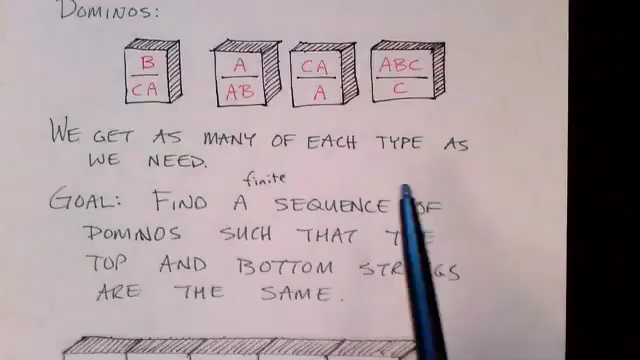 DOMINOS:
B A CA ABC
CA AB A C
WE GET AS MANY OF EACH TYPE AS
WE NEED.
finite
GOAL: FIND A SEQUENCE OF
DOMINOS SUCH THAT THE
TOP AND BOTTOM STRINGS
ARE THE SAME.